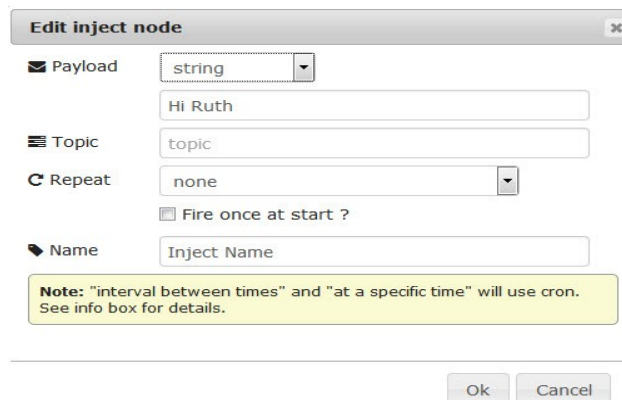 Edit inject node
Payload string
Hi Ruth
Topic topic
Repeat none
Fire once at start ?
Name Inject Name
Note: "interval between times" and "at a specific time" will use cron.
See info box for details.
Ok Cancel